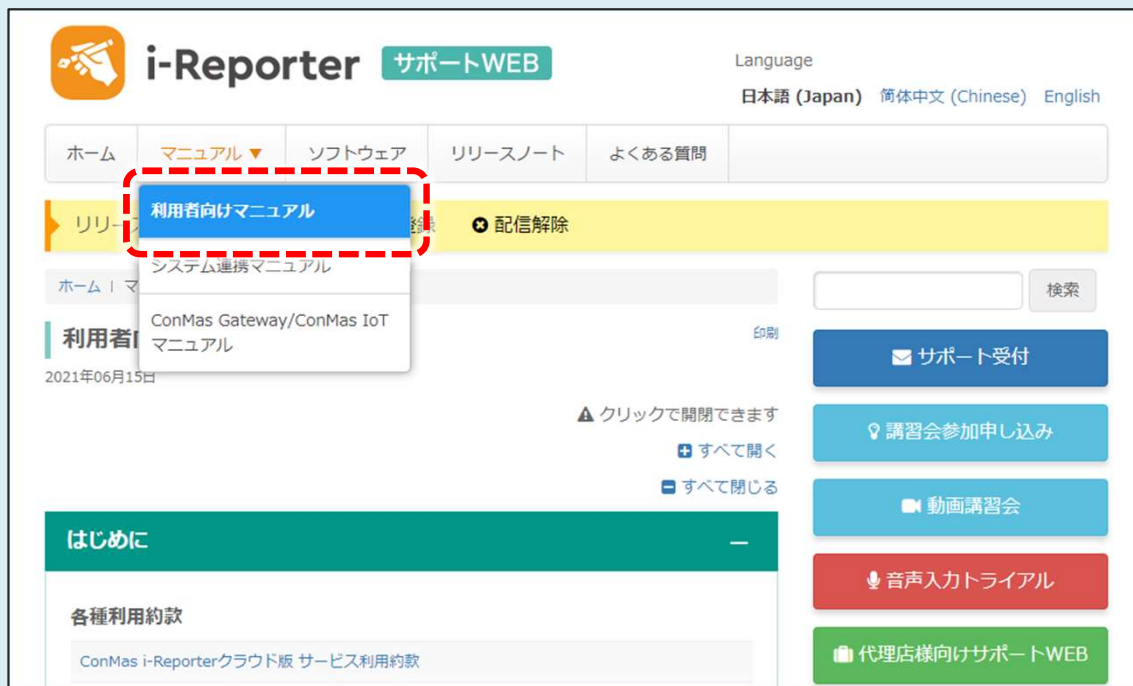 i-Reporter サポートWEB
Language
日本語 (Japan) 简体中文 (Chinese) English
ホーム マニュアル ▼ ソフトウェア リリースノート よくある質問
利用者向けマニュアル
システム連携マニュアル
ConMas Gateway/ConMas IoT
マニュアル
リリー 登録 配信解除
ホーム | マ
検索
利用者
印刷
2021年06月15日
クリックで開閉できます
すべて開く
すべて閉じる
サポート受付
講習会参加申し込み
動画講習会
音声入力トライアル
代理店様向けサポートWEB
はじめに
各種利用約款
ConMas i-Reporterクラウド版 サービス利用約款